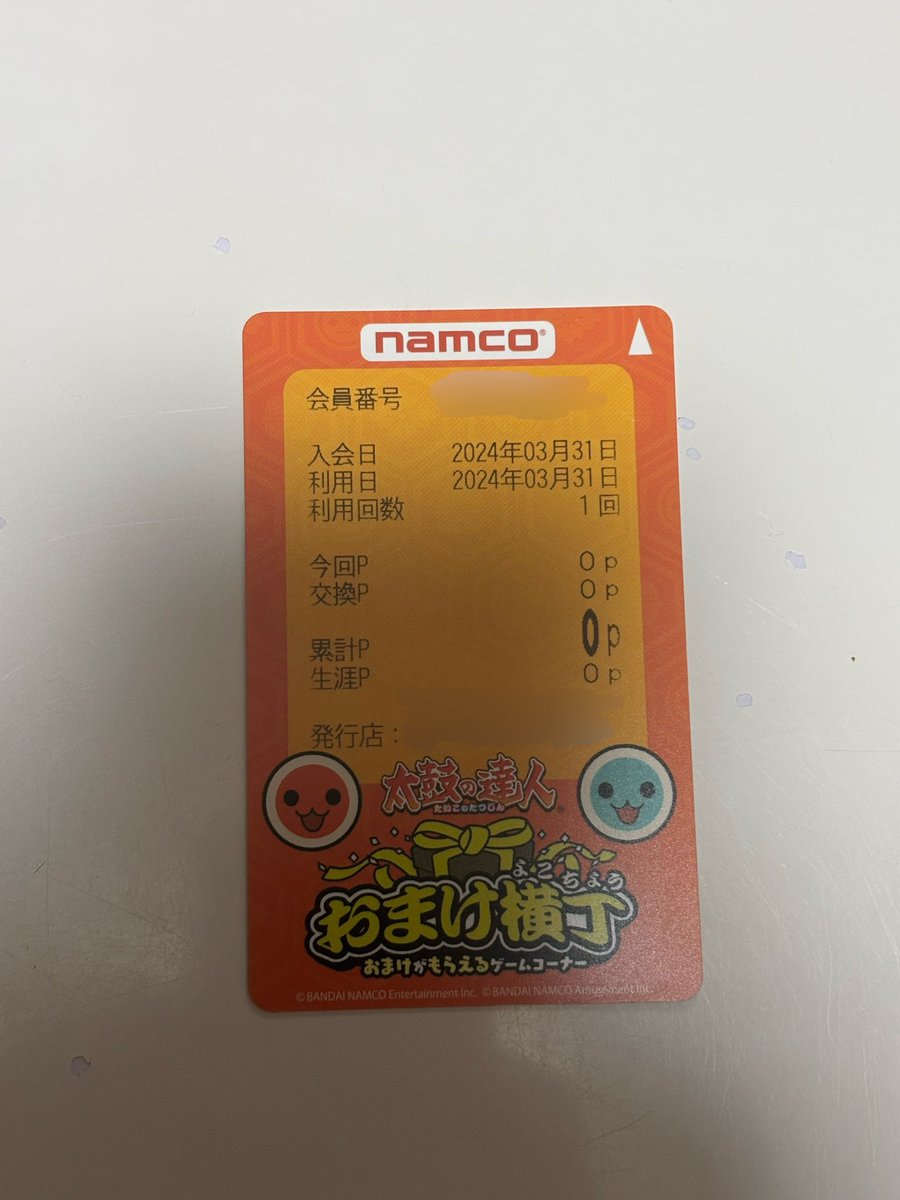 namco®
会員番号
入会日 2024年03月31日
利用日 2024年03月31日
利用回数 1回
今回P 0p
交換P 0p
累計P 0p
生涯P 0p
発行店：
太鼓の達人
たいこのたつじん
よこちょう
おまけ横丁
おまけがもらえるゲームコーナー
©BANDAI NAMCO Entertainment Inc. ©BANDAI NAMCO Amusement Inc.